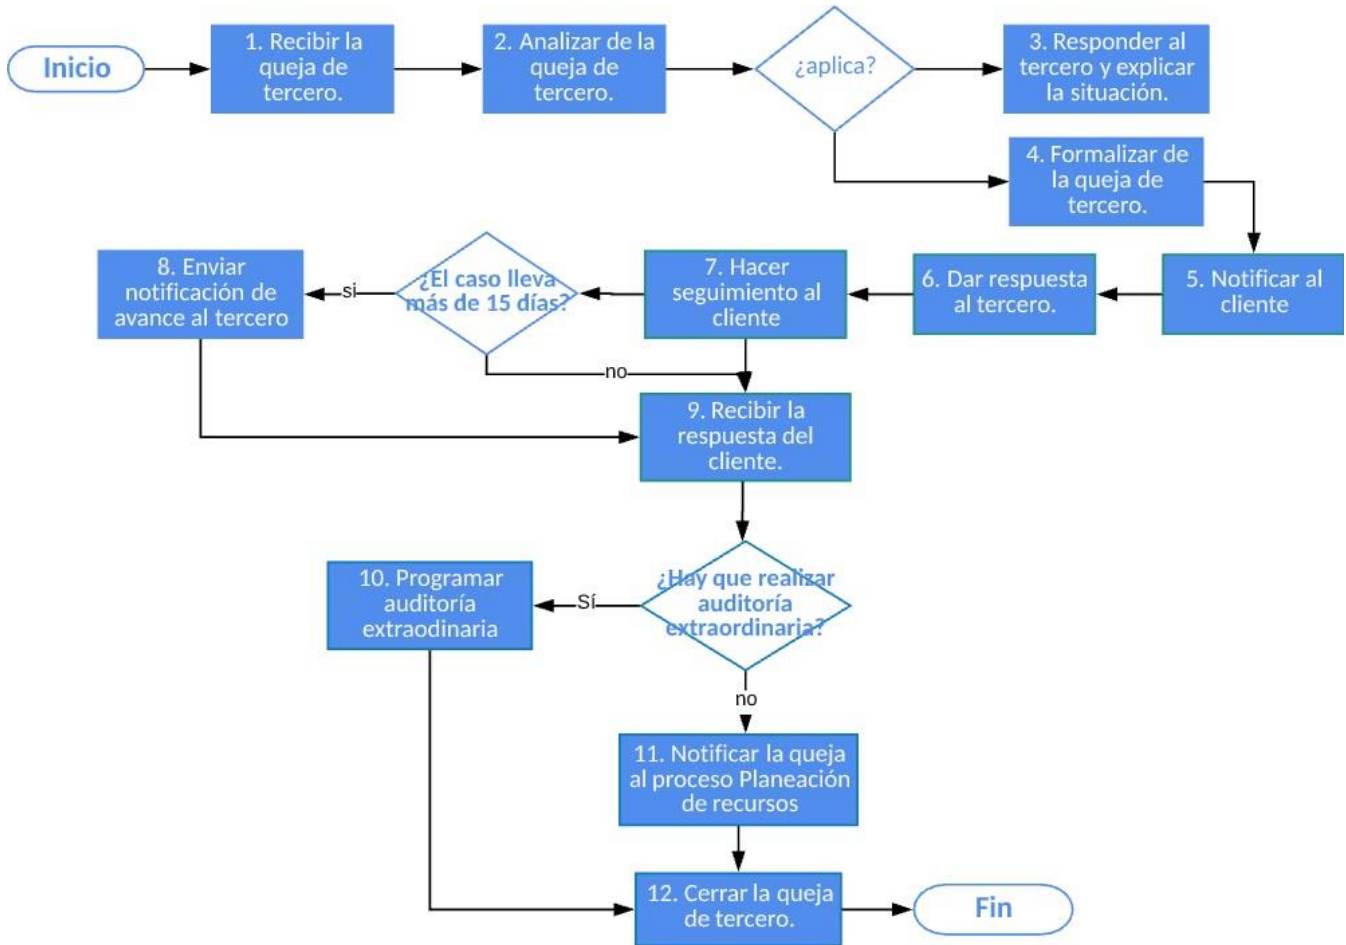 Inicio
1. Recibir la
queja de
tercero.
2. Analizar de la
queja de
tercero.
¿aplica?
3. Responder al
tercero y explicar
la situación.
4. Formalizar de
la queja de
tercero.
5. Notificar al
cliente
6. Dar respuesta
al tercero.
7. Hacer
seguimiento al
cliente
¿El caso lleva
más de 15 días?
si
no
8. Enviar
notificación de
avance al tercero
9. Recibir la
respuesta del
cliente.
¿Hay que realizar
auditoría
extraordinaria?
Sí
no
10. Programar
auditoría
extraodinaria
11. Notificar la queja
al proceso Planeación
de recursos
12. Cerrar la queja
de tercero.
Fin